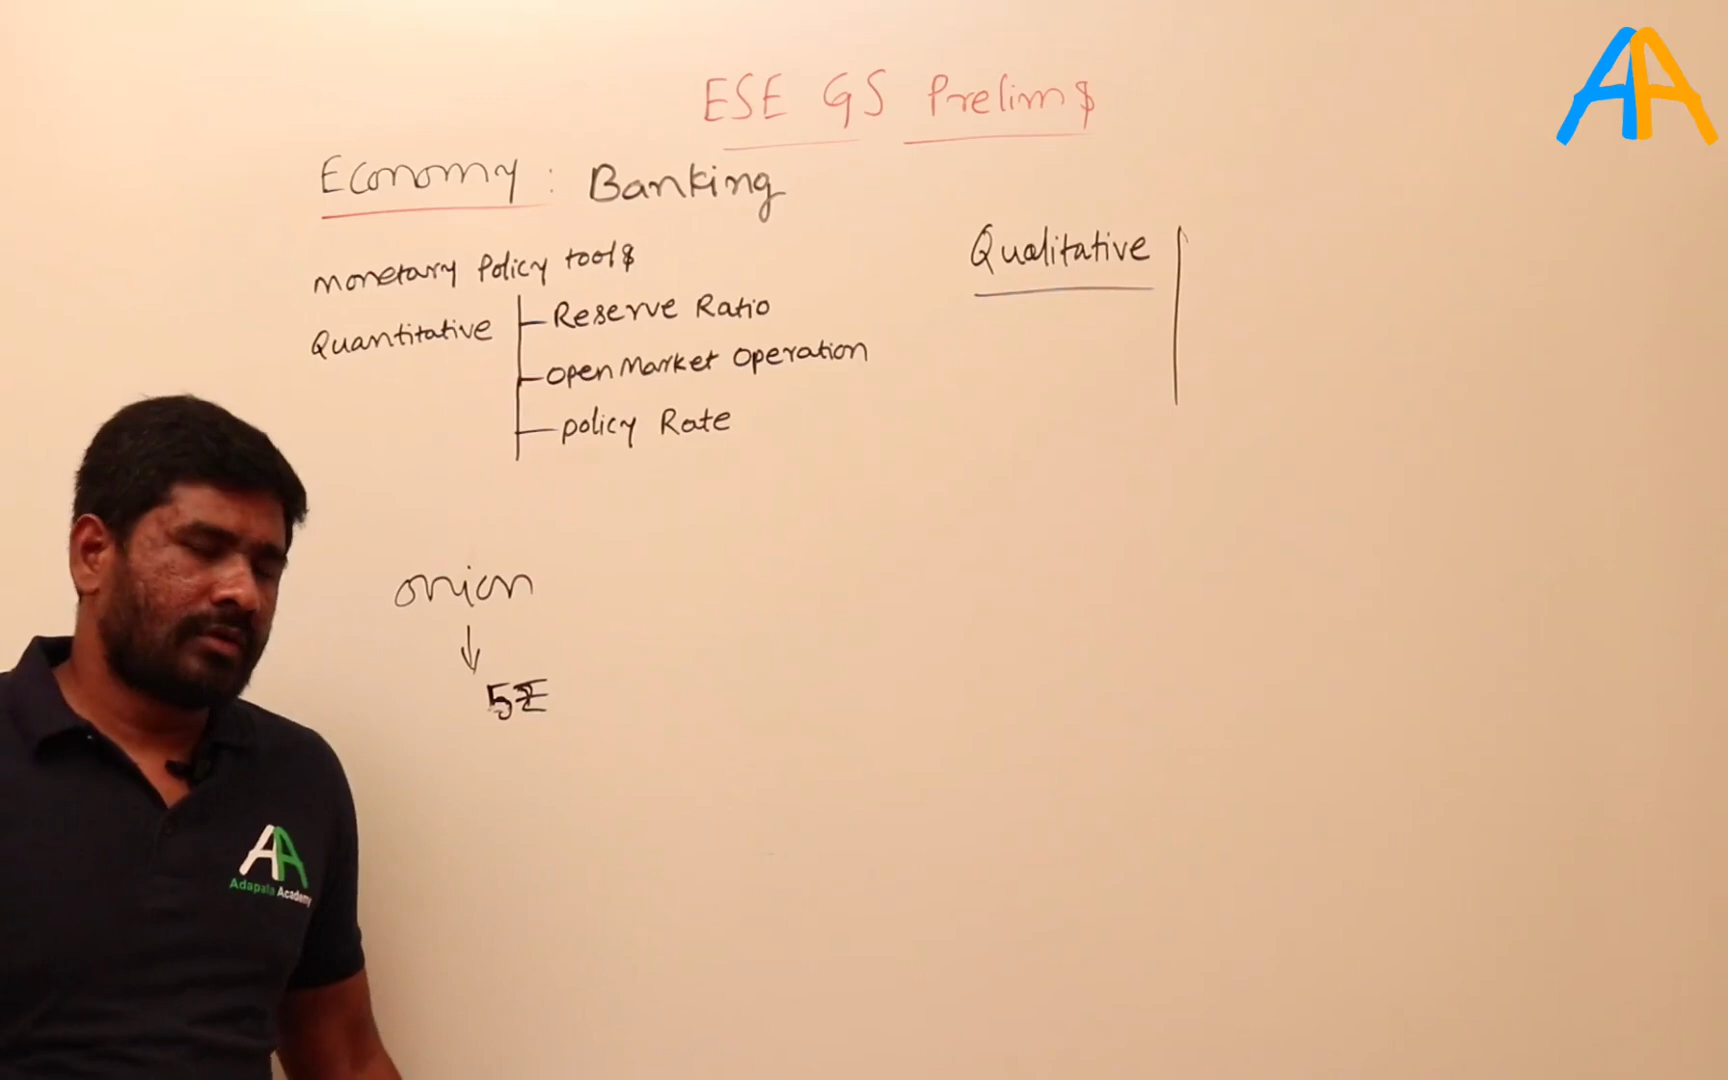 ESE GS Prelims
Economy : Banking
Monetary Policy tools
Quantitative
Reserve Ratio
Open Market Operation
Policy Rate
Qualitative
onion
5₹
AA
AA
Adapala Academy